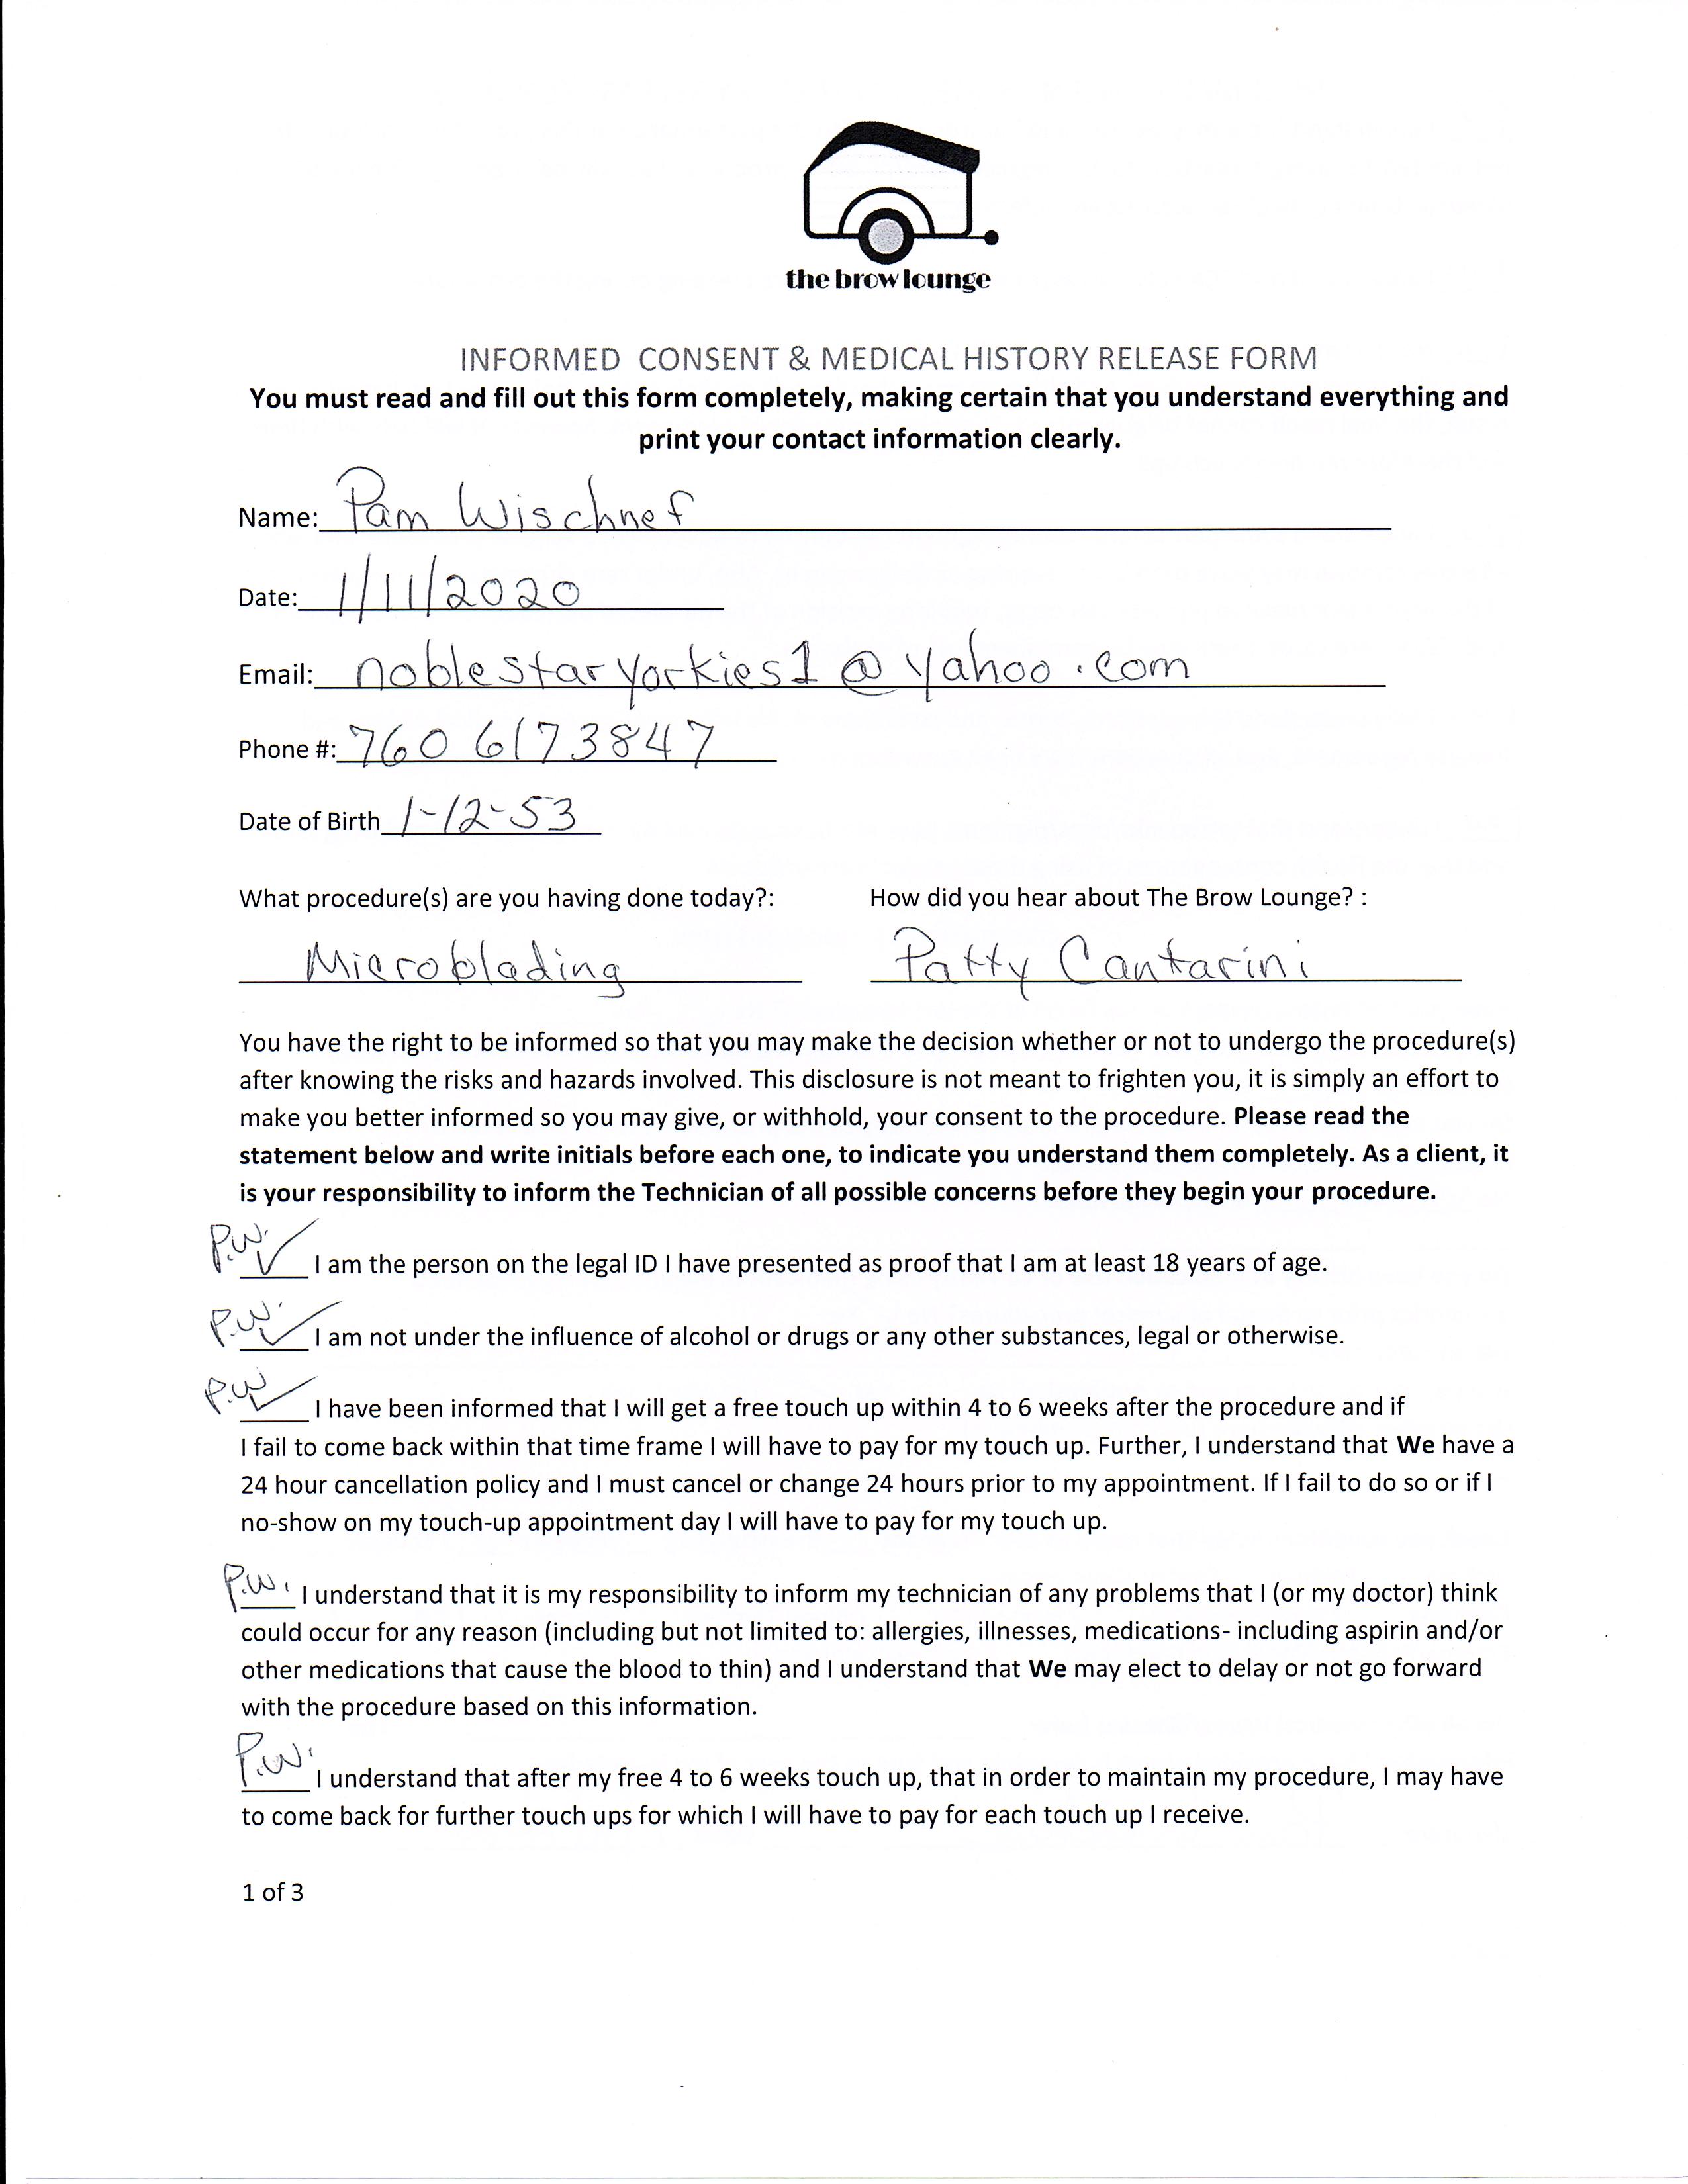 the brow lounge
INFORMED CONSENT & MEDICAL HISTORY RELEASE FORM
You must read and fill out this form completely, making certain that you understand everything and
print your contact information clearly.
Name: Pam Wischnef
Date: 1/11/2020
Email: noblestaryorkies1@yahoo.com
Phone #: 760 6173847
Date of Birth 1-12-53
What procedure(s) are you having done today?: How did you hear about The Brow Lounge? :
Microblading Patty Cantarini
You have the right to be informed so that you may make the decision whether or not to undergo the procedure(s)
after knowing the risks and hazards involved. This disclosure is not meant to frighten you, it is simply an effort to
make you better informed so you may give, or withhold, your consent to the procedure. Please read the
statement below and write initials before each one, to indicate you understand them completely. As a client, it
is your responsibility to inform the Technician of all possible concerns before they begin your procedure.
P.W. ✓ I am the person on the legal ID I have presented as proof that I am at least 18 years of age.
P.W. ✓ I am not under the influence of alcohol or drugs or any other substances, legal or otherwise.
P.W ✓ I have been informed that I will get a free touch up within 4 to 6 weeks after the procedure and if
I fail to come back within that time frame I will have to pay for my touch up. Further, I understand that We have a
24 hour cancellation policy and I must cancel or change 24 hours prior to my appointment. If I fail to do so or if I
no-show on my touch-up appointment day I will have to pay for my touch up.
P.W. I understand that it is my responsibility to inform my technician of any problems that I (or my doctor) think
could occur for any reason (including but not limited to: allergies, illnesses, medications- including aspirin and/or
other medications that cause the blood to thin) and I understand that We may elect to delay or not go forward
with the procedure based on this information.
P.W. I understand that after my free 4 to 6 weeks touch up, that in order to maintain my procedure, I may have
to come back for further touch ups for which I will have to pay for each touch up I receive.
1 of 3